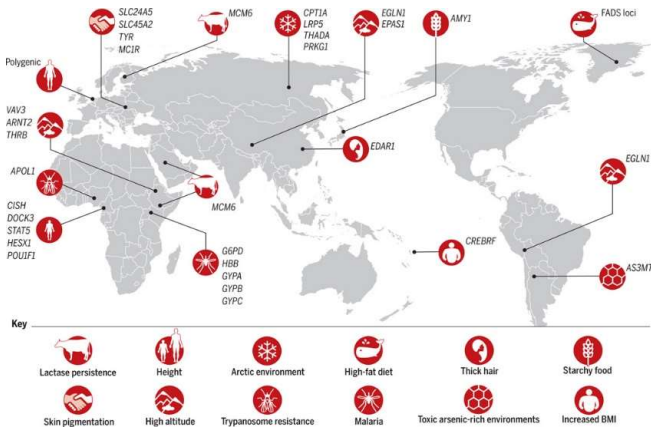 SLC24A5
SLC45A2
TYR
MC1R
MCM6
CPT1A
LRP5
THADA
PRKG1
EGLN1
EPAS1
AMY1
FADS loci
Polygenic
VAV3
ARNT2
THRB
EDAR1
APOL1
EGLN1
CISH
DOCK3
STAT5
HESX1
POU1F1
MCM6
CREBRF
G6PD
HBB
GYPA
GYPB
GYPC
AS3MT
Key
Lactase persistence
Height
Arctic environment
High-fat diet
Thick hair
Starchy food
Skin pigmentation
High altitude
Trypanosome resistance
Malaria
Toxic arsenic-rich environments
Increased BMI